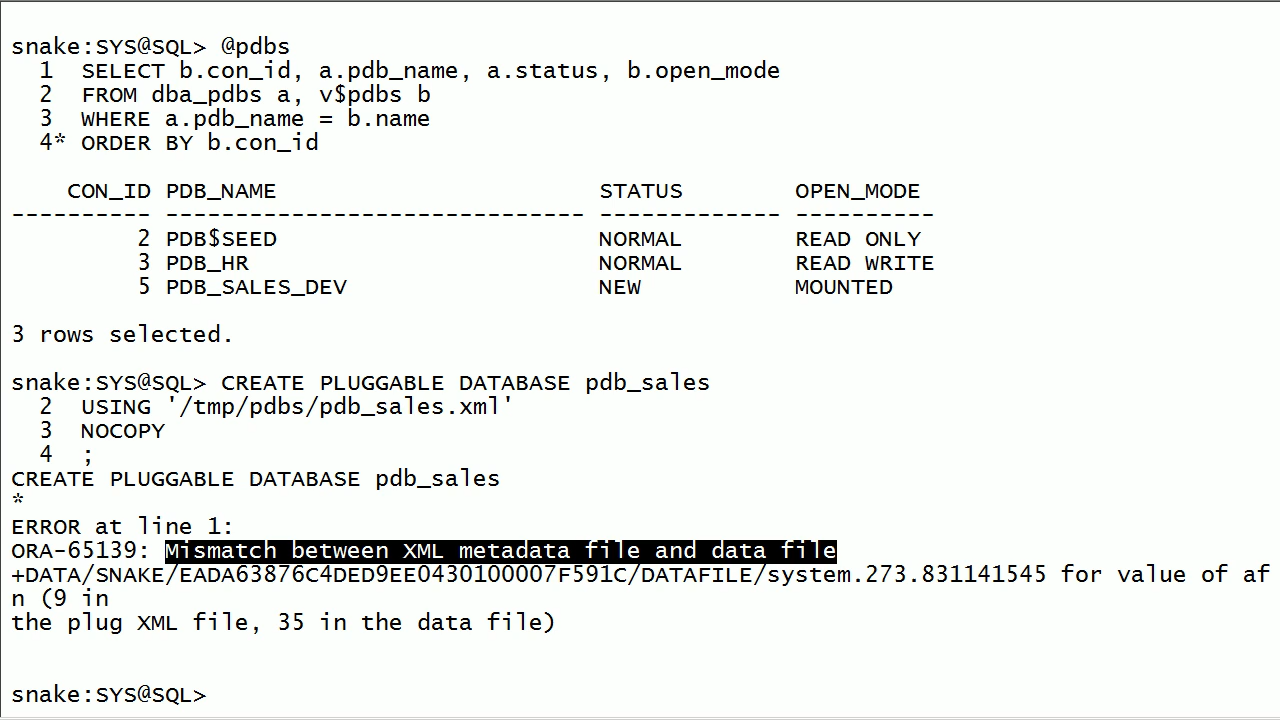 snake:SYS@SQL> @pdbs
  1  SELECT b.con_id, a.pdb_name, a.status, b.open_mode
  2  FROM dba_pdbs a, v$pdbs b
  3  WHERE a.pdb_name = b.name
  4* ORDER BY b.con_id
    CON_ID PDB_NAME                       STATUS        OPEN_MODE
---------- ------------------------------ ------------- ----------
         2 PDB$SEED                       NORMAL        READ ONLY
         3 PDB_HR                         NORMAL        READ WRITE
         5 PDB_SALES_DEV                  NEW           MOUNTED
3 rows selected.
snake:SYS@SQL> CREATE PLUGGABLE DATABASE pdb_sales
  2  USING '/tmp/pdbs/pdb_sales.xml'
  3  NOCOPY
  4  ;
CREATE PLUGGABLE DATABASE pdb_sales
*
ERROR at line 1:
ORA-65139: Mismatch between XML metadata file and data file
+DATA/SNAKE/EADA63876C4DED9EE0430100007F591C/DATAFILE/system.273.831141545 for value of af
n (9 in
the plug XML file, 35 in the data file)
snake:SYS@SQL>